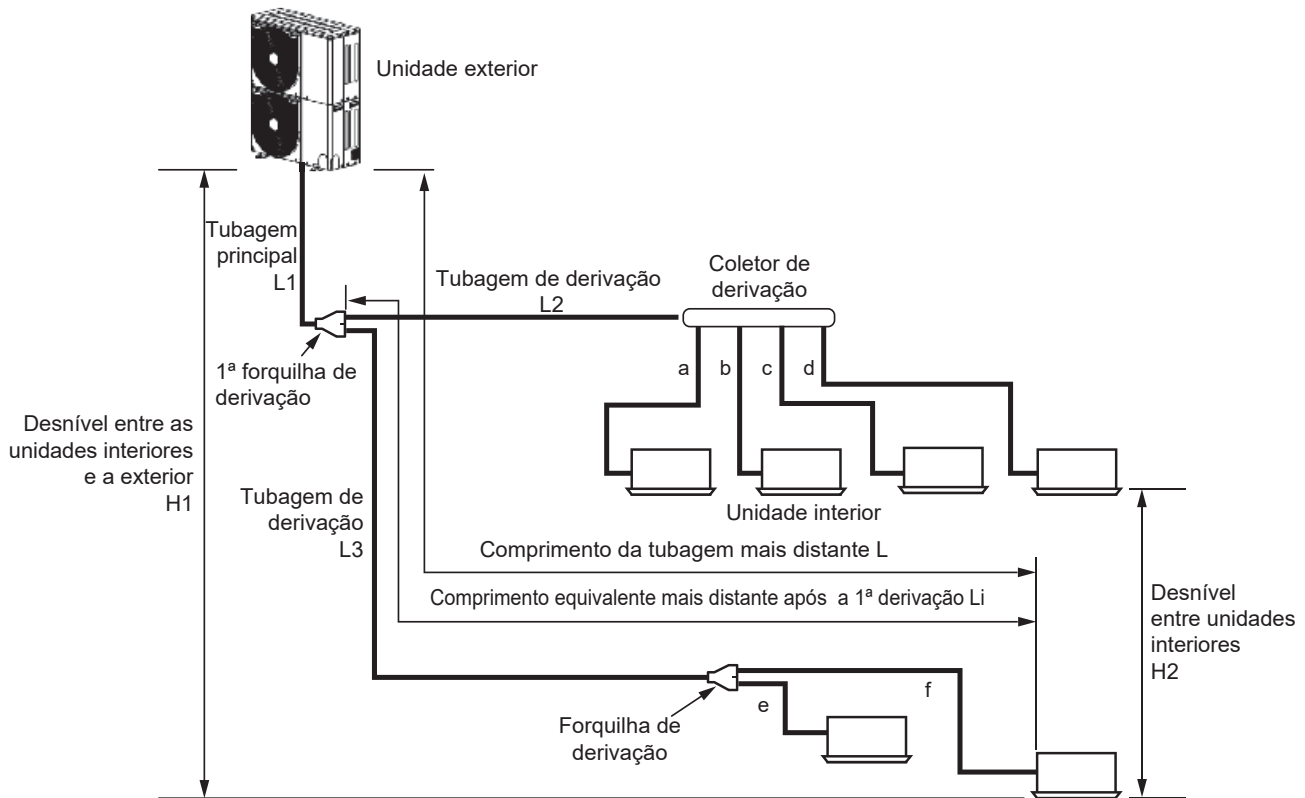 Unidade exterior
Tubagem
principal
L1
Tubagem de derivação
L2
Coletor de
derivação
a
b
c
d
1ª forquilha de
derivação
Desnível entre as
unidades interiores
e a exterior
H1
Tubagem de
derivação
L3
Unidade interior
Comprimento da tubagem mais distante L
Comprimento equivalente mais distante após a 1ª derivação Li
Desnível
entre unidades
interiores
H2
e
f
Forquilha de
derivação